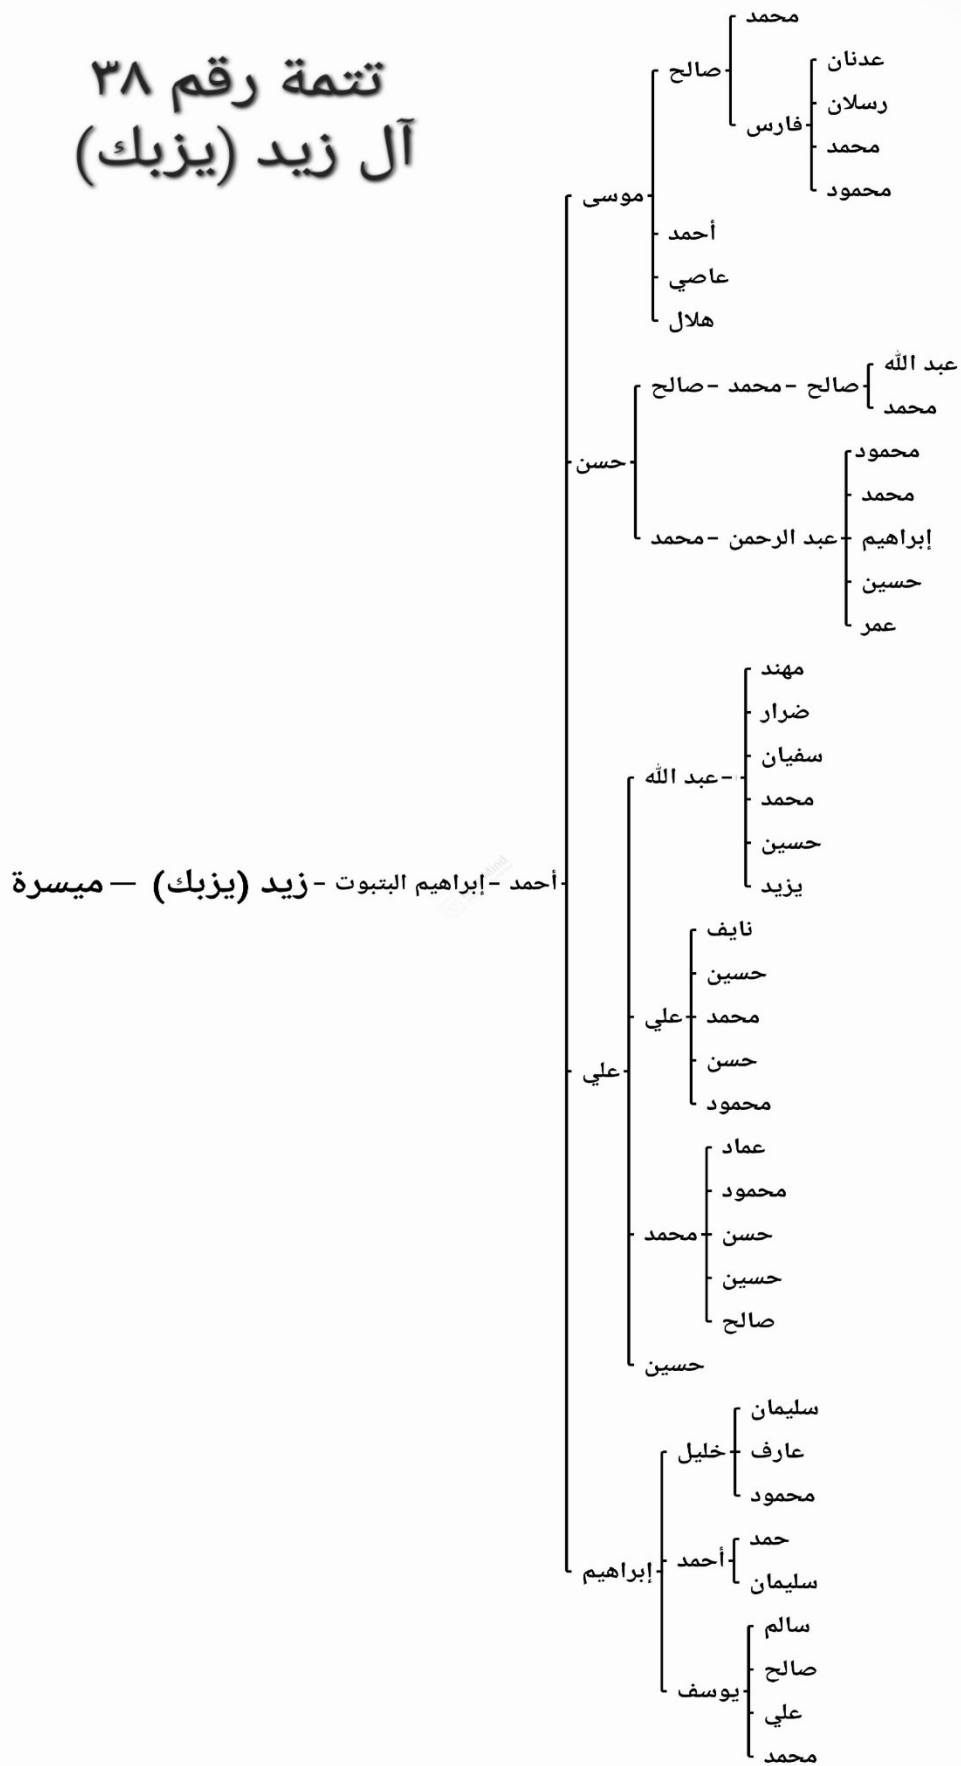 تتمة رقم ٣٨
آل زيد (يزبك)
محمد
عدنان
صالح
رسلان
فارس
محمد
محمود
موسى
أحمد
عاصي
هلال
عبد الله
صالح - محمد - صالح
محمد
محمود
حسن
محمد
محمد - عبد الرحمن
إبراهيم
حسين
عمر
مهند
ضرار
سفيان
عبد الله -
محمد
حسين
ميسرة — زيد (يزبك) - إبراهيم البتبوت - أحمد
يزيد
نايف
حسين
علي
محمد
حسن
علي
محمود
عماد
محمود
محمد
حسن
حسين
صالح
حسين
سليمان
خليل
عارف
محمود
حمد
أحمد
إبراهيم
سليمان
سالم
صالح
يوسف
علي
محمد